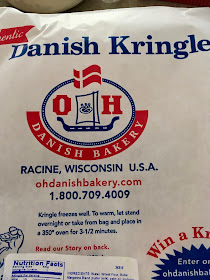 entic
Danish Kringle
O H
DANISH BAKERY
RACINE, WISCONSIN U.S.A.
ohdanishbakery.com
1.800.709.4009
Kringle freezes well. To warm, let stand
overnight or take from bag and place in
a 350° oven for 3-1/2 minutes.
Read our Story on back.
Win a Kr
Enter on
Nutrition Facts